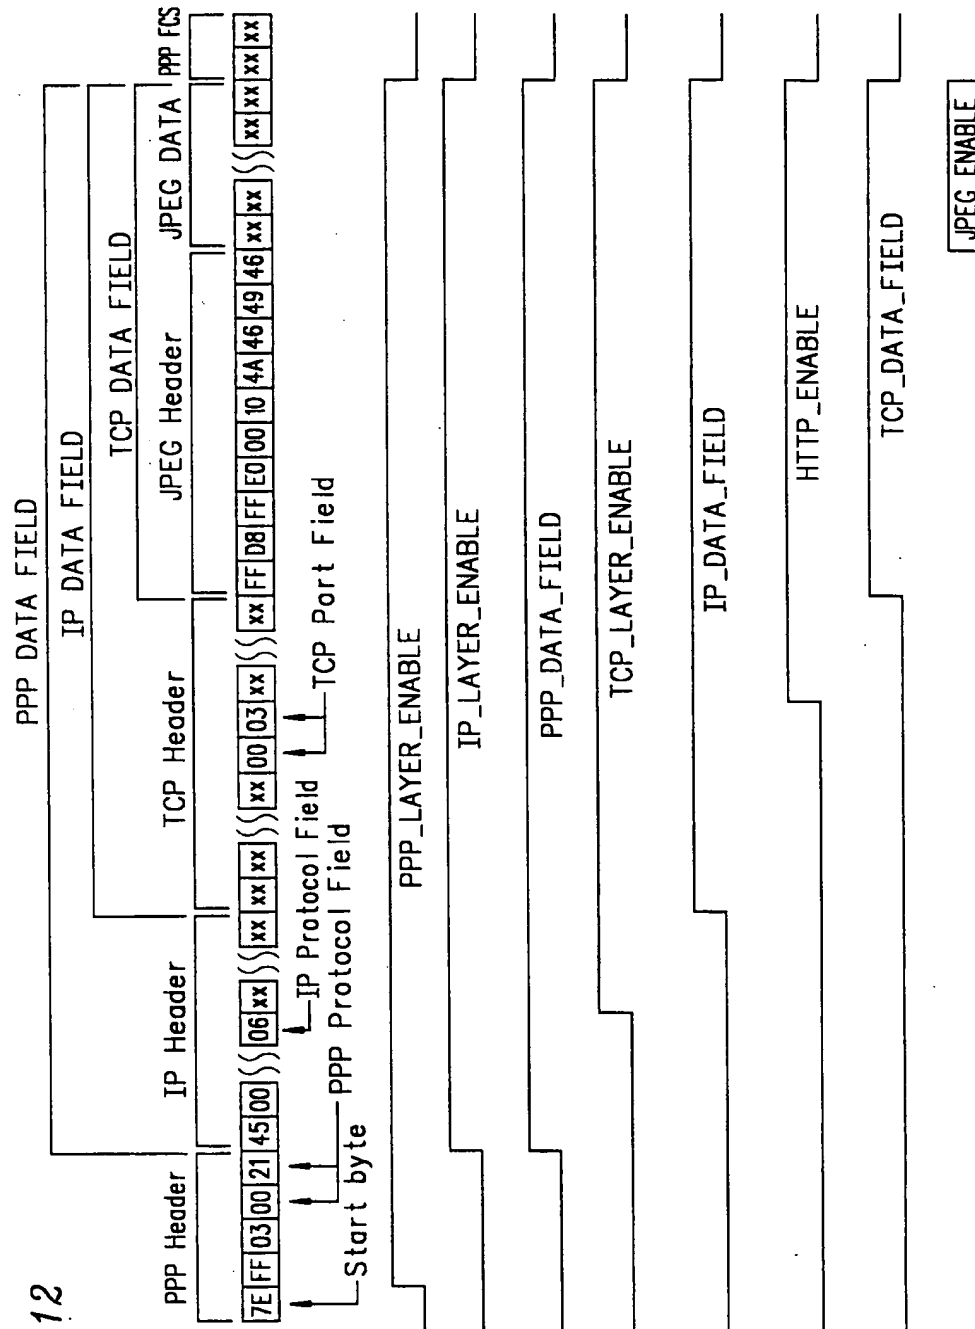 12
PPP DATA FIELD
IP DATA FIELD
TCP DATA FIELD
PPP Header
IP Header
TCP Header
JPEG Header
JPEG DATA
PPP FCS
7E FF 03 00 21 45 00 06 xx xx xx xx xx xx 00 03 xx xx FF D8 FF E0 00 10 4A 46 49 46 xx xx xx xx xx xx
Start byte
PPP Protocol Field
IP Protocol Field
TCP Port Field
PPP_LAYER_ENABLE
IP_LAYER_ENABLE
PPP_DATA_FIELD
TCP_LAYER_ENABLE
IP_DATA_FIELD
HTTP_ENABLE
TCP_DATA_FIELD
JPEG ENABLE